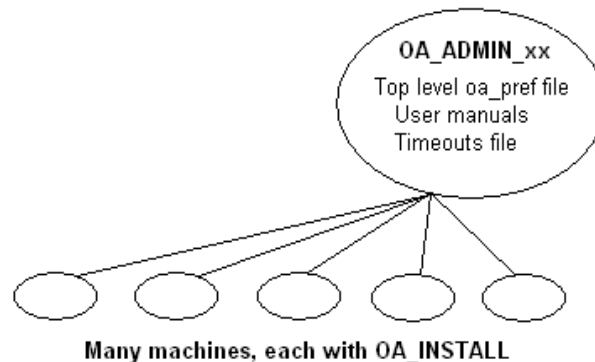 OA_ADMIN_xx
Top level oa_pref file
User manuals
Timeouts file
Many machines, each with OA_INSTALL